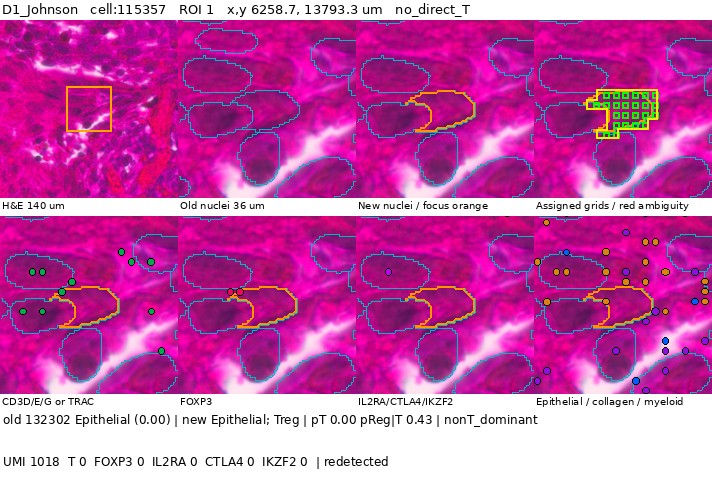 D1_Johnson   cell:115357   ROI 1   x,y 6258.7, 13793.3 um   no_direct_T
H&E 140 um
Old nuclei 36 um
New nuclei / focus orange
Assigned grids / red ambiguity
CD3D/E/G or TRAC
FOXP3
IL2RA/CTLA4/IKZF2
Epithelial / collagen / myeloid
old 132302 Epithelial (0.00) | new Epithelial; Treg | pT 0.00 pReg|T 0.43 | nonT_dominant
UMI 1018  T 0  FOXP3 0  IL2RA 0  CTLA4 0  IKZF2 0  | redetected